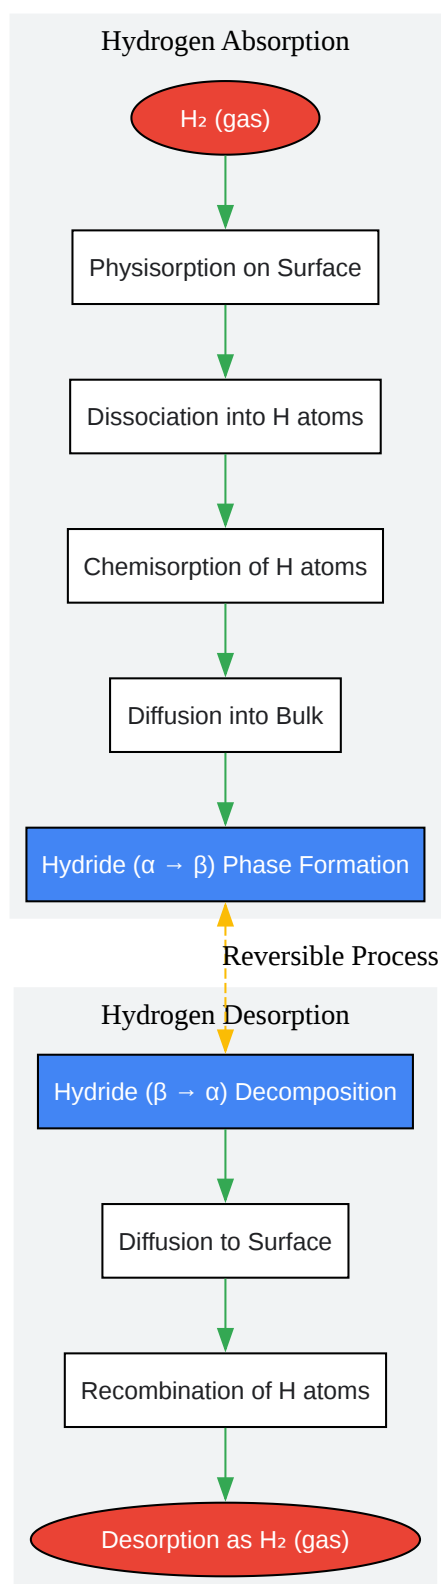 Hydrogen Absorption
H₂ (gas)
Physisorption on Surface
Dissociation into H atoms
Chemisorption of H atoms
Diffusion into Bulk
Hydride (α → β) Phase Formation
Reversible Process
Hydrogen Desorption
Hydride (β → α) Decomposition
Diffusion to Surface
Recombination of H atoms
Desorption as H₂ (gas)